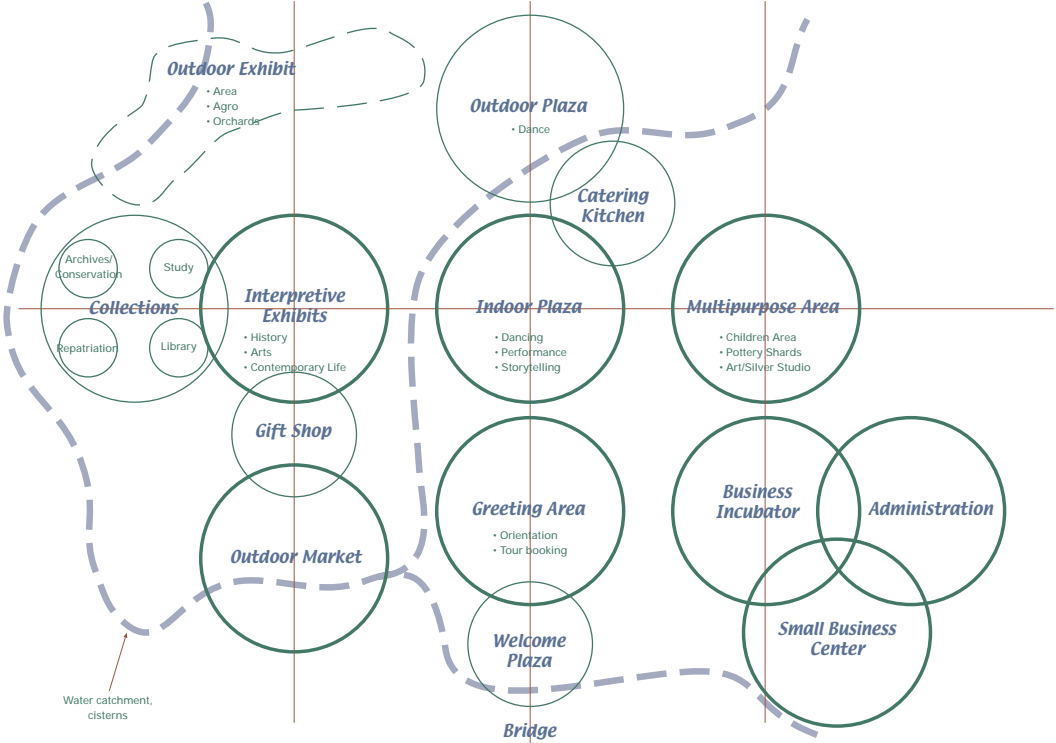 Outdoor Exhibit
• Area
• Agro
• Orchards
Outdoor Plaza
• Dance
Catering
Kitchen
Archives/
Conservation
Study
Collections
Repatriation
Library
Interpretive
Exhibits
• History
• Arts
• Contemporary Life
Indoor Plaza
• Dancing
• Performance
• Storytelling
Multipurpose Area
• Children Area
• Pottery Shards
• Art/Silver Studio
Gift Shop
Outdoor Market
Greeting Area
• Orientation
• Tour booking
Business
Incubator
Administration
Welcome
Plaza
Small Business
Center
Water catchment,
cisterns
Bridge